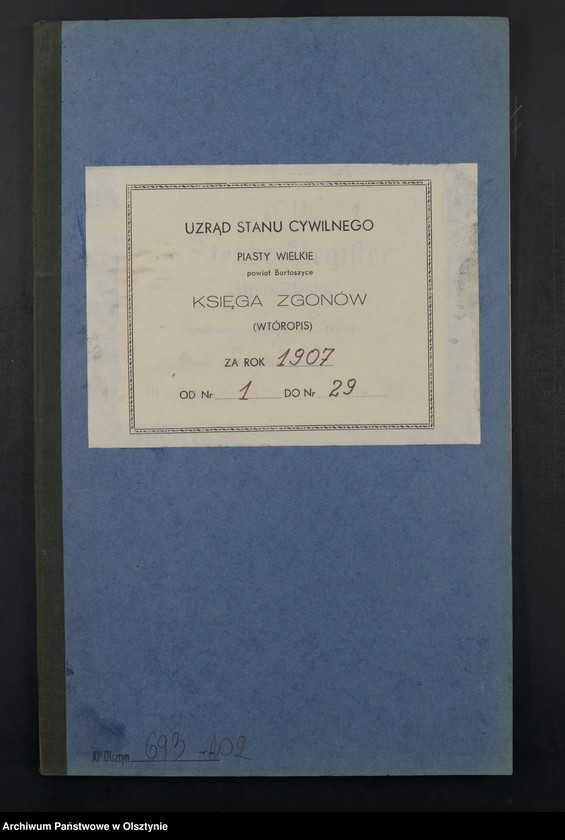 UZRĄD STANU CYWILNEGO
PIASTY WIELKIE
powiat Bartoszyce
KSIĘGA ZGONÓW
(WTÓROPIS)
ZA ROK 1907
OD Nr 1 DO Nr 29
AP Olsztyn 693 -102
Archiwum Państwowe w Olsztynie